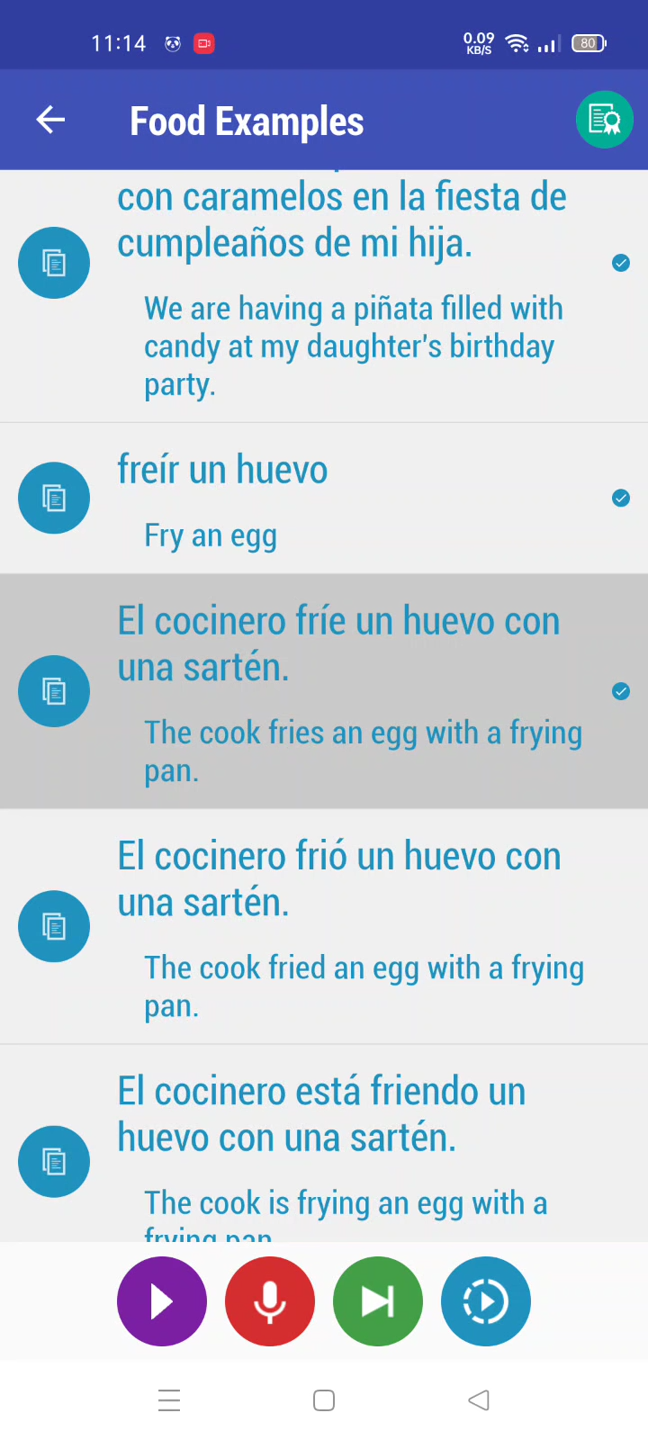 11:14
0.09
KB/S
80
Food Examples
con caramelos en la fiesta de
cumpleaños de mi hija.
We are having a piñata filled with
candy at my daughter's birthday
party.
freír un huevo
Fry an egg
El cocinero fríe un huevo con
una sartén.
The cook fries an egg with a frying
pan.
El cocinero frió un huevo con
una sartén.
The cook fried an egg with a frying
pan.
El cocinero está friendo un
huevo con una sartén.
The cook is frying an egg with a
frying pan